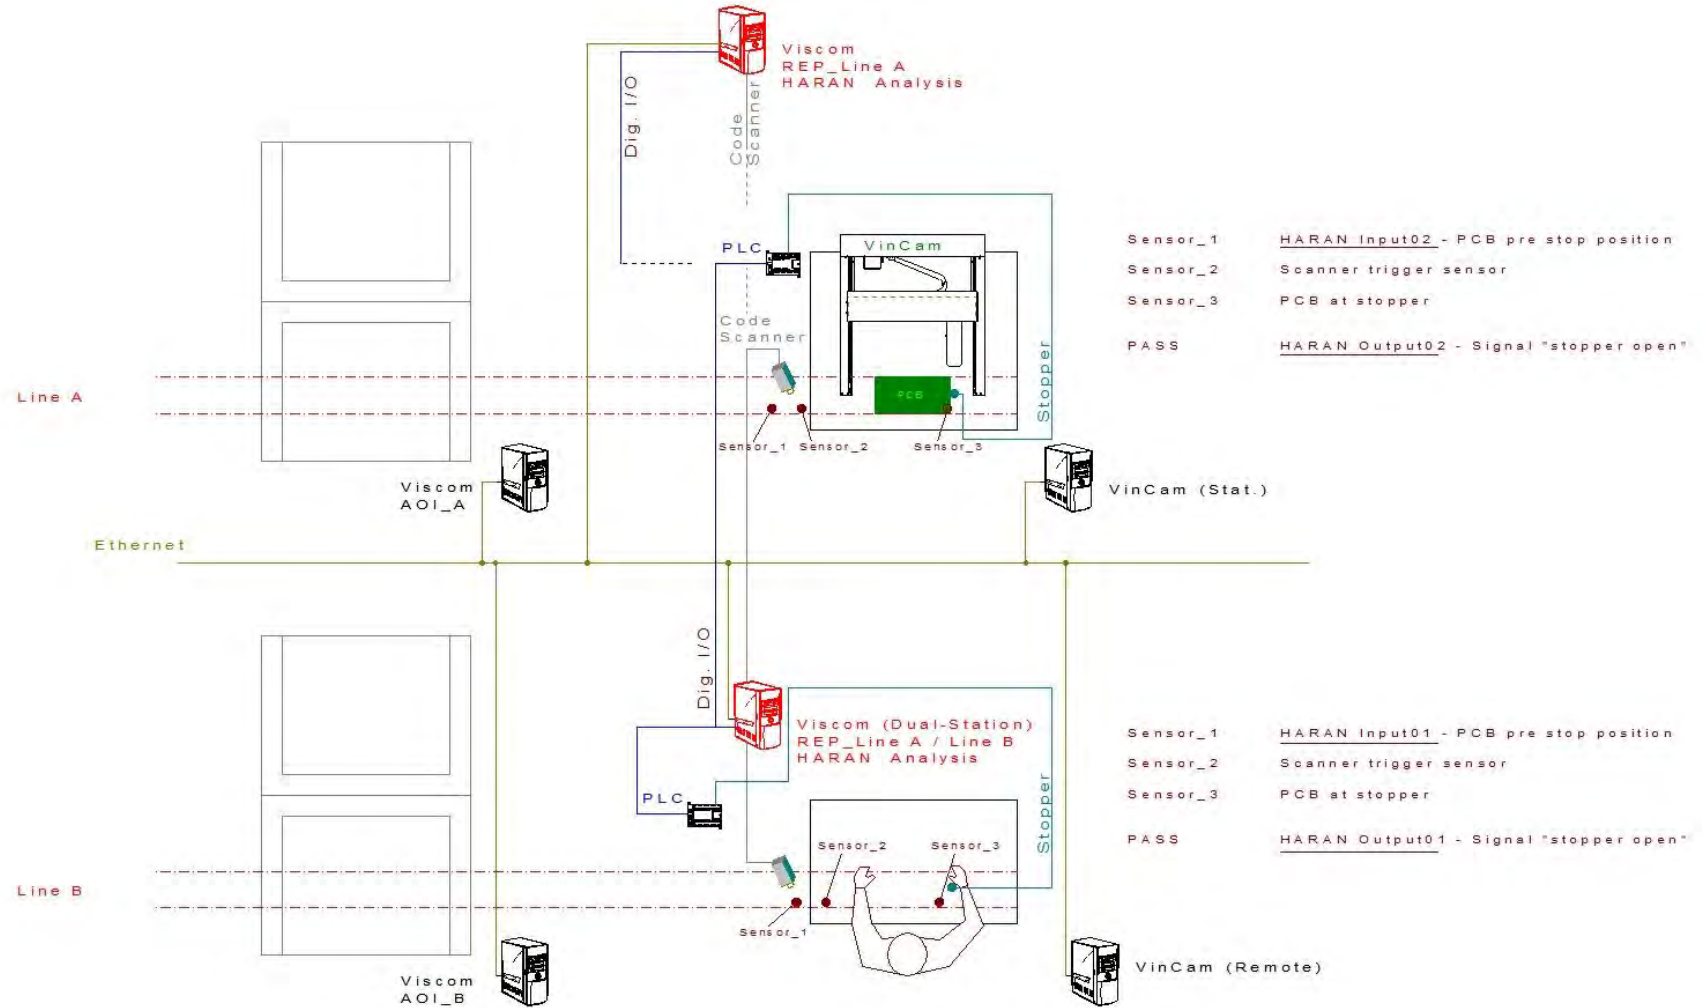 Viscom
REP_Line A
HARAN Analysis
Dig. I/O
Code
Scanner
PLC
VinCam
Code
Scanner
Stopper
PCB
Line A
Sensor_1
Sensor_2
Sensor_3
Sensor_1 HARAN Input02 - PCB pre stop position
Sensor_2 Scanner trigger sensor
Sensor_3 PCB at stopper
PASS HARAN Output02 - Signal "stopper open"
Viscom
AOI_A
VinCam (Stat.)
Ethernet
Dig. I/O
Viscom (Dual-Station)
REP_Line A / Line B
HARAN Analysis
PLC
Stopper
Sensor_2
Sensor_3
Line B
Sensor_1
Sensor_1 HARAN Input01 - PCB pre stop position
Sensor_2 Scanner trigger sensor
Sensor_3 PCB at stopper
PASS HARAN Output01 - Signal "stopper open"
Viscom
AOI_B
VinCam (Remote)